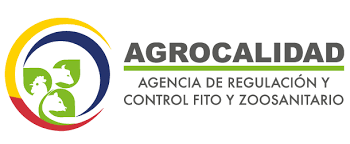 AGROCALIDAD
AGENCIA DE REGULACIÓN Y
CONTROL FITO Y ZOOSANITARIO